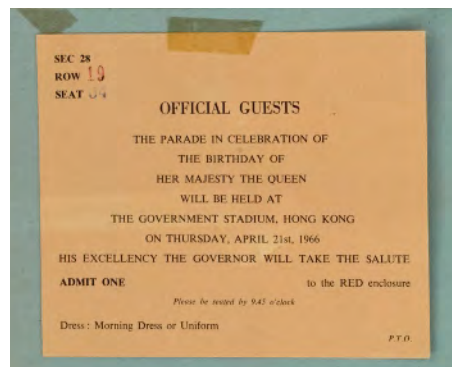 SEC 28
ROW 19
SEAT 34
OFFICIAL GUESTS
THE PARADE IN CELEBRATION OF
THE BIRTHDAY OF
HER MAJESTY THE QUEEN
WILL BE HELD AT
THE GOVERNMENT STADIUM, HONG KONG
ON THURSDAY, APRIL 21st, 1966
HIS EXCELLENCY THE GOVERNOR WILL TAKE THE SALUTE
ADMIT ONE to the RED enclosure
Please be seated by 9.45 o'clock
Dress : Morning Dress or Uniform
P.T.O.